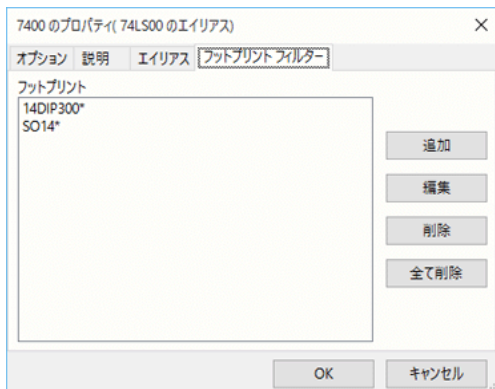 7400 のプロパティ( 74LS00 のエイリアス)
オプション 説明 エイリアス フットプリント フィルター
フットプリント
14DIP300*
SO14*
追加
編集
削除
全て削除
OK キャンセル